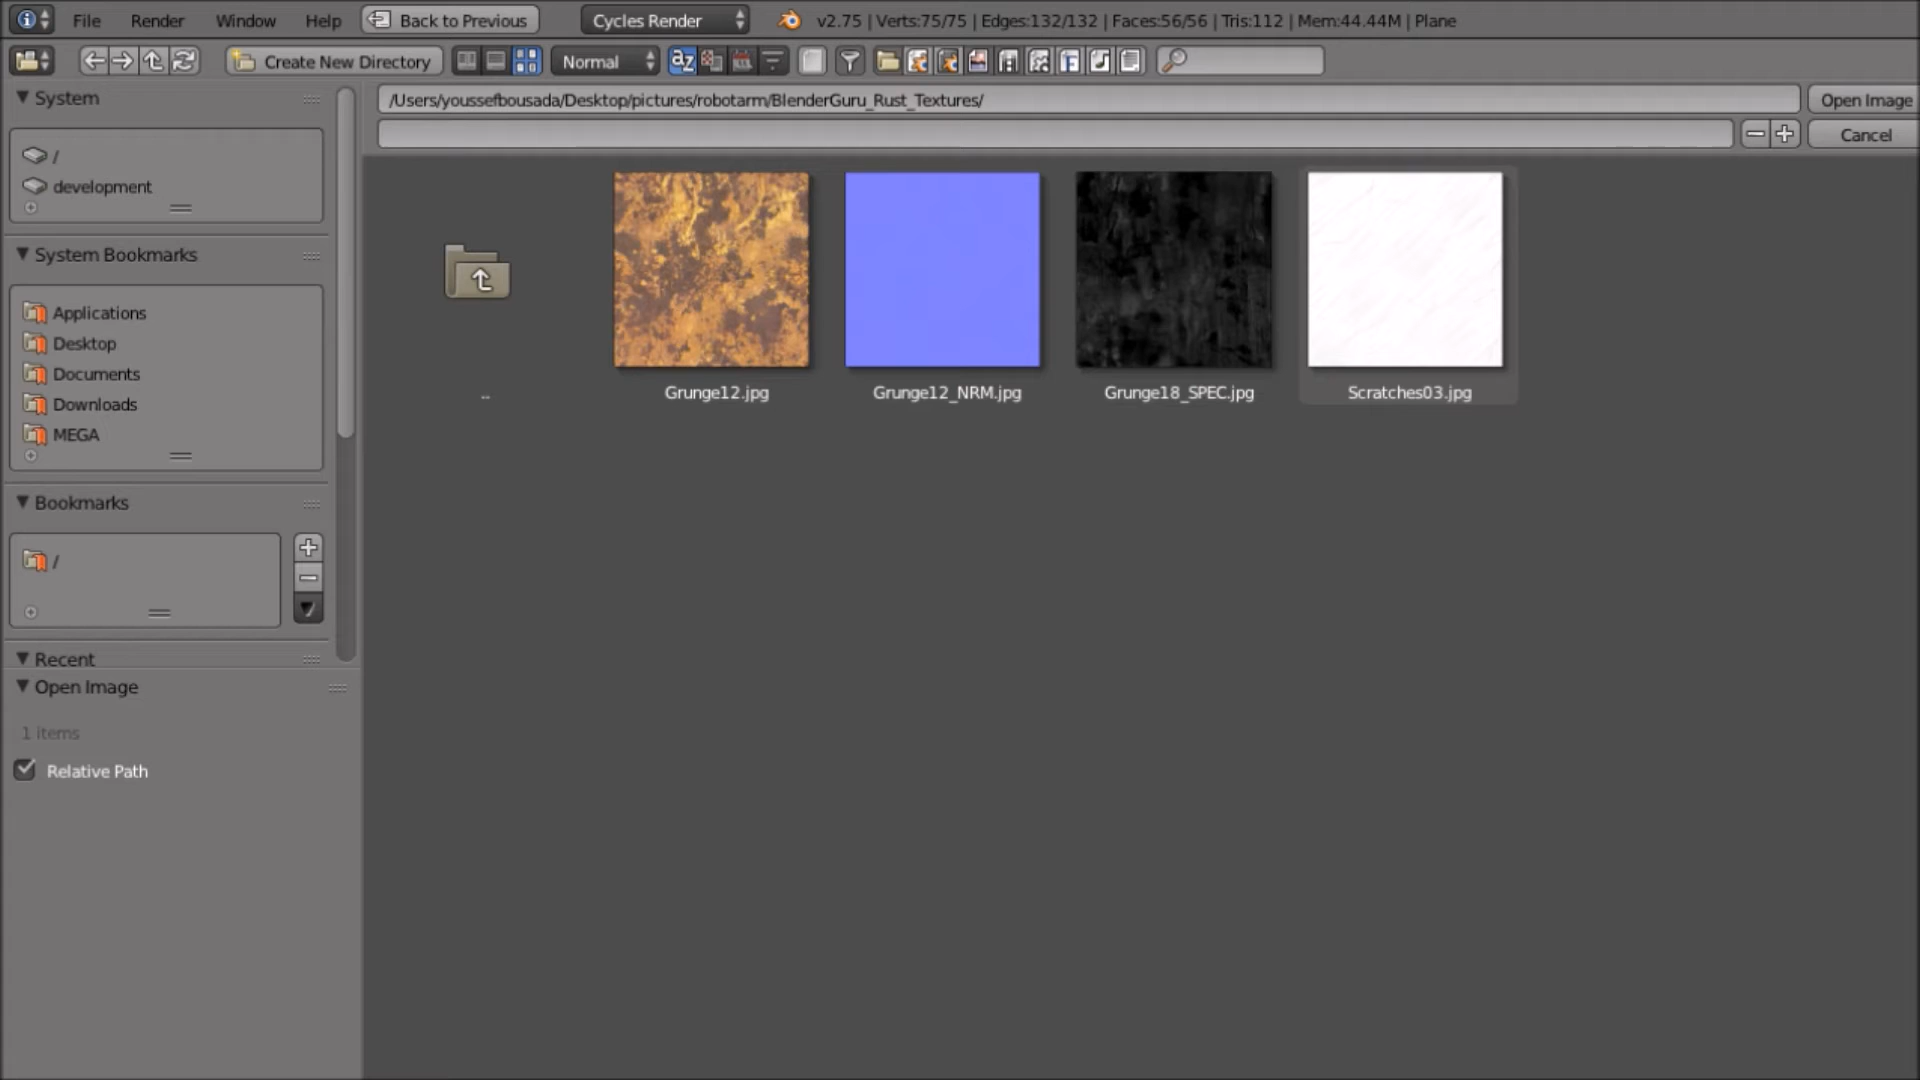 File Render Window Help Back to Previous Cycles Render v2.75 | Verts:75/75 | Edges:132/132 | Faces:56/56 | Tris:112 | Mem:44.44M | Plane
Create New Directory Normal
System
/
development
System Bookmarks
Applications
Desktop
Documents
Downloads
MEGA
Bookmarks
/
Recent
Open Image
1 items
Relative Path
/Users/youssefbousada/Desktop/pictures/robotarm/BlenderGuru_Rust_Textures/ Open Image
Cancel
.. Grunge12.jpg Grunge12_NRM.jpg Grunge18_SPEC.jpg Scratches03.jpg